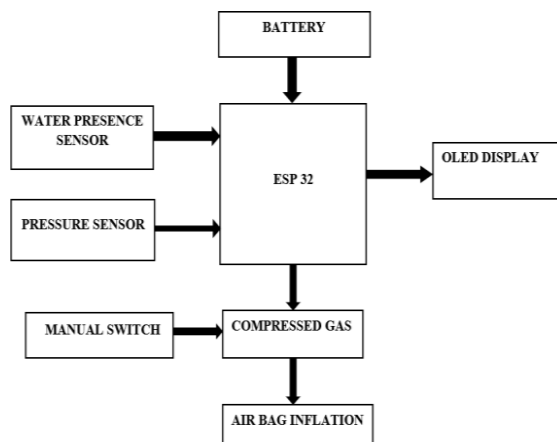 BATTERY
WATER PRESENCE
SENSOR
ESP 32
OLED DISPLAY
PRESSURE SENSOR
MANUAL SWITCH
COMPRESSED GAS
AIR BAG INFLATION